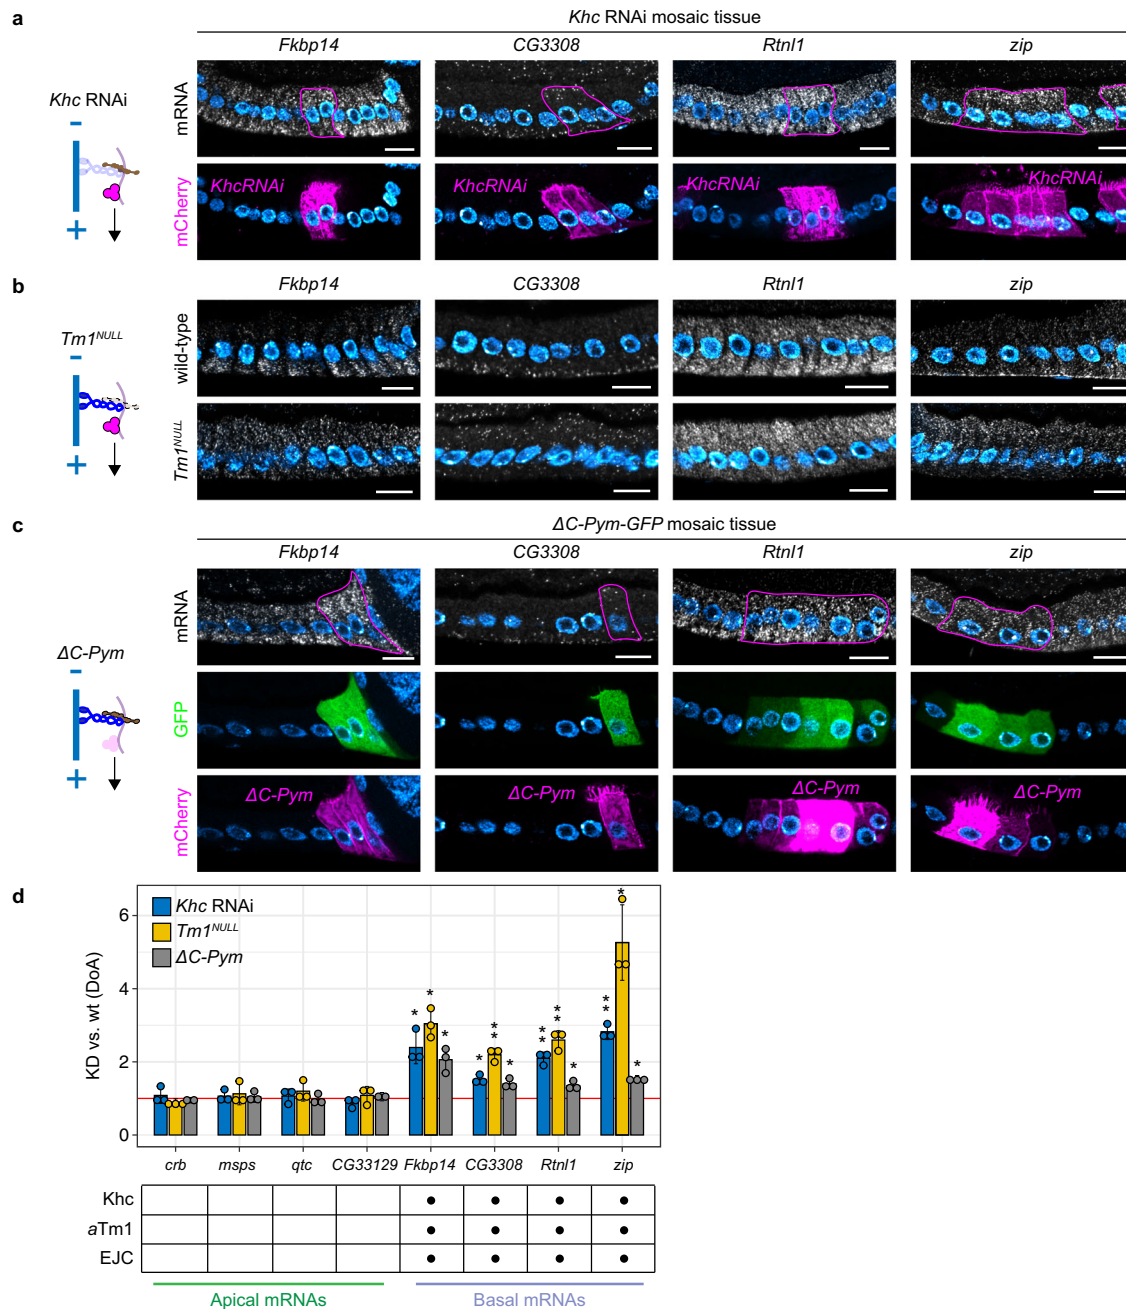 a
Khc RNAi mosaic tissue
Fkbp14 CG3308 Rtnl1 zip
Khc RNAi
mRNA
-
+
mCherry
KhcRNAi KhcRNAi KhcRNAi KhcRNAi
b
Fkbp14 CG3308 Rtnl1 zip
Tm1NULL
wild-type
-
+
Tm1NULL
c
ΔC-Pym-GFP mosaic tissue
Fkbp14 CG3308 Rtnl1 zip
mRNA
ΔC-Pym
-
+
GFP
mCherry
ΔC-Pym ΔC-Pym ΔC-Pym ΔC-Pym
d
KD vs. wt (DoA)
6
4
2
0
Khc RNAi
Tm1NULL
ΔC-Pym
* * * * ** * ** ** * ** * *
crb msps qtc CG33129 Fkbp14 CG3308 Rtnl1 zip
Khc
aTm1
EJC
Apical mRNAs Basal mRNAs